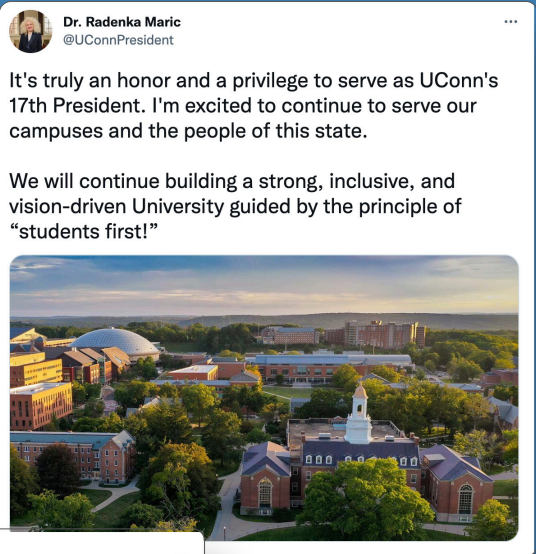 Dr. Radenka Maric
@UConnPresident
It's truly an honor and a privilege to serve as UConn's
17th President. I'm excited to continue to serve our
campuses and the people of this state.
We will continue building a strong, inclusive, and
vision-driven University guided by the principle of
“students first!”